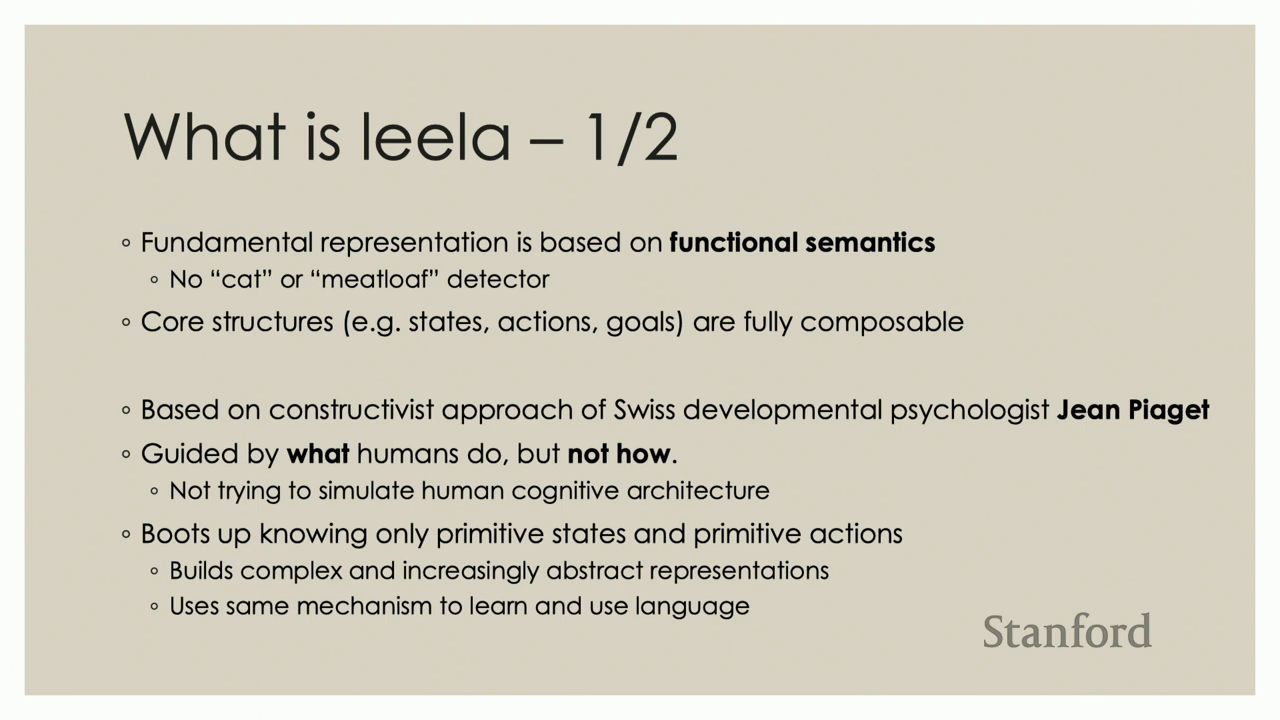 What is leela – 1/2
◦ Fundamental representation is based on functional semantics
◦ No “cat” or “meatloaf” detector
◦ Core structures (e.g. states, actions, goals) are fully composable
◦ Based on constructivist approach of Swiss developmental psychologist Jean Piaget
◦ Guided by what humans do, but not how.
◦ Not trying to simulate human cognitive architecture
◦ Boots up knowing only primitive states and primitive actions
◦ Builds complex and increasingly abstract representations
◦ Uses same mechanism to learn and use language
Stanford